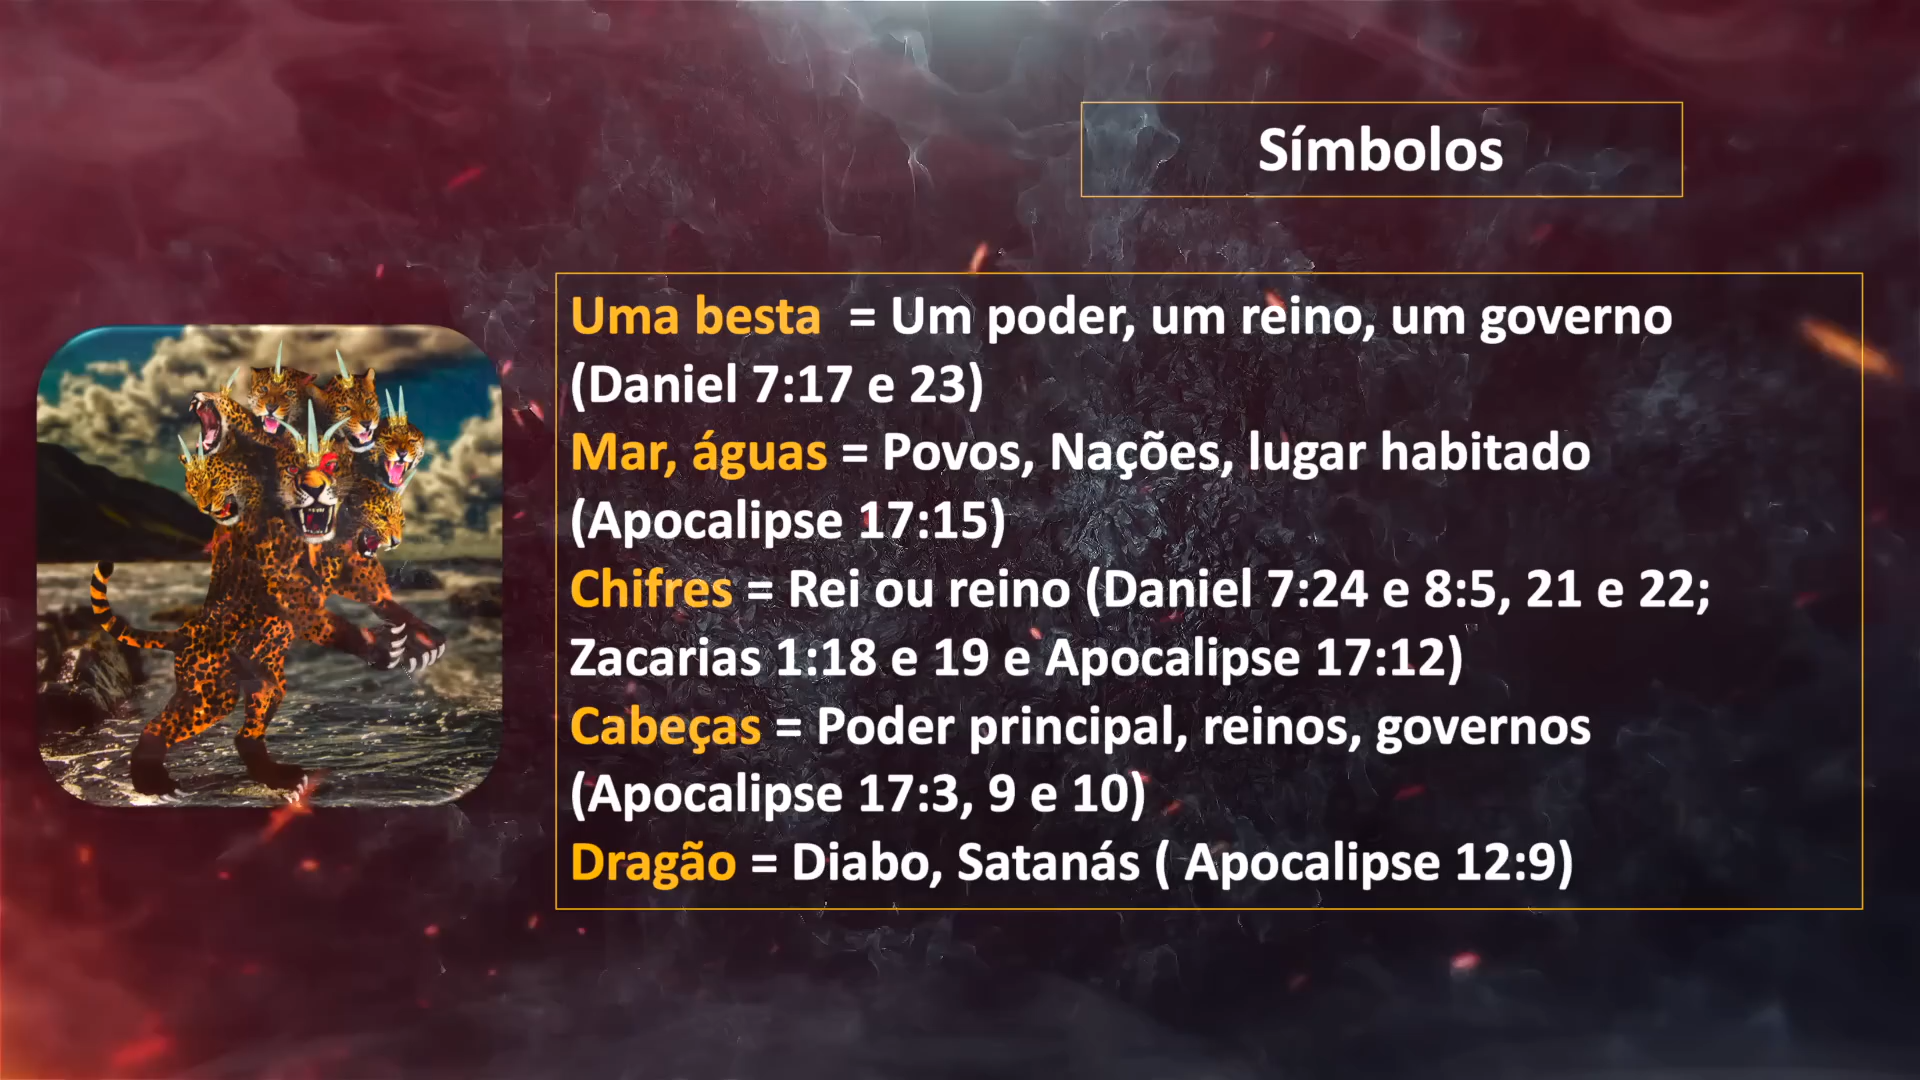 Símbolos
Uma besta  = Um poder, um reino, um governo
(Daniel 7:17 e 23)
Mar, águas = Povos, Nações, lugar habitado
(Apocalipse 17:15)
Chifres = Rei ou reino (Daniel 7:24 e 8:5, 21 e 22;
Zacarias 1:18 e 19 e Apocalipse 17:12)
Cabeças = Poder principal, reinos, governos
(Apocalipse 17:3, 9 e 10)
Dragão = Diabo, Satanás ( Apocalipse 12:9)